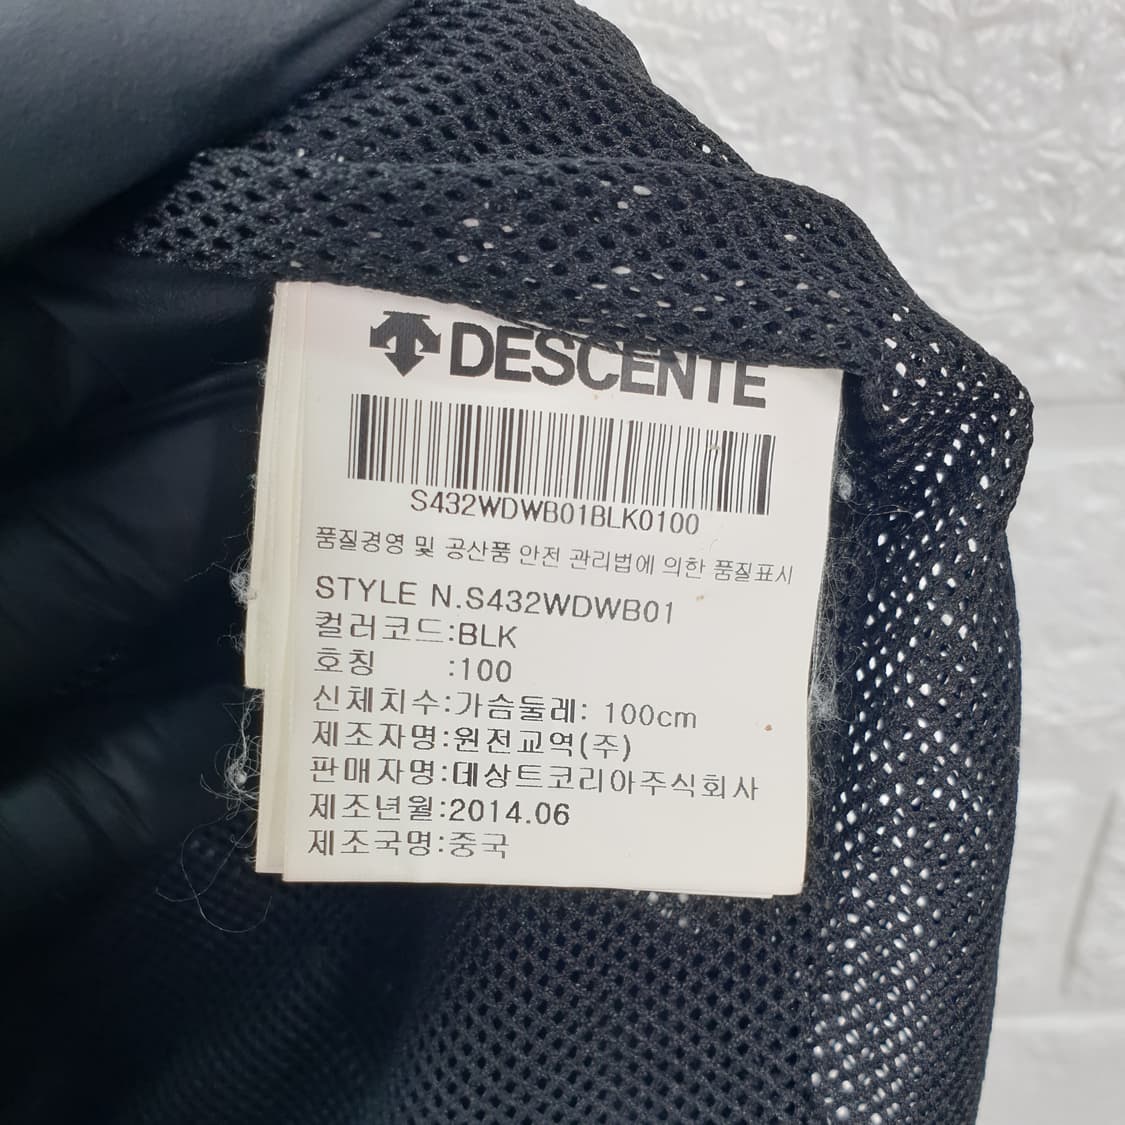 DESCENTE
S432WDWB01BLK0100
품질경영 및 공산품 안전 관리법에 의한 품질표시
STYLE N.S432WDWB01
컬러코드:BLK
호칭 :100
신체치수:가슴둘레: 100cm
제조자명:원전교역(주)
판매자명:데상트코리아주식회사
제조년월:2014.06
제조국명:중국